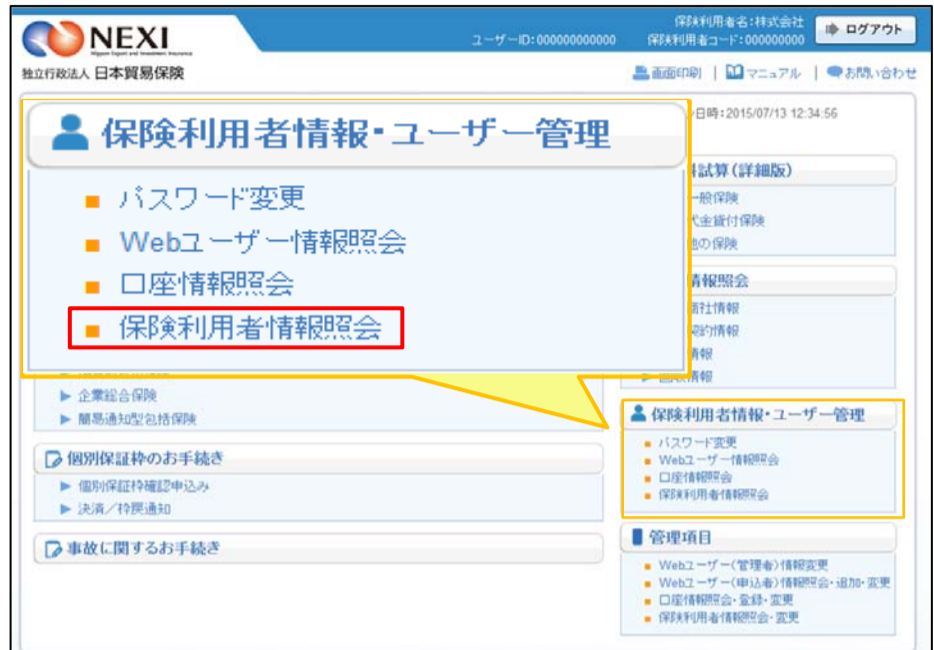 NEXI
Nippon Export and Investment Insurance
独立行政法人 日本貿易保険
ユーザーID:000000000000
保険利用者名:株式会社
保険利用者コード:000000000
ログアウト
画面印刷 | マニュアル | お問い合わせ
日時:2015/07/13 12:34:56
保険利用者情報・ユーザー管理
パスワード変更
Webユーザー情報照会
口座情報照会
保険利用者情報照会
試算(詳細版)
一般保険
代金貸付保険
他の保険
情報照会
商社情報
契約情報
情報
情報
企業総合保険
簡易通知型包括保険
個別保証枠のお手続き
個別保証枠確認申込み
決済/枠戻通知
事故に関するお手続き
保険利用者情報・ユーザー管理
パスワード変更
Webユーザー情報照会
口座情報照会
保険利用者情報照会
管理項目
Webユーザー(管理者)情報変更
Webユーザー(申込者)情報照会・追加・変更
口座情報照会・登録・変更
保険利用者情報照会・変更